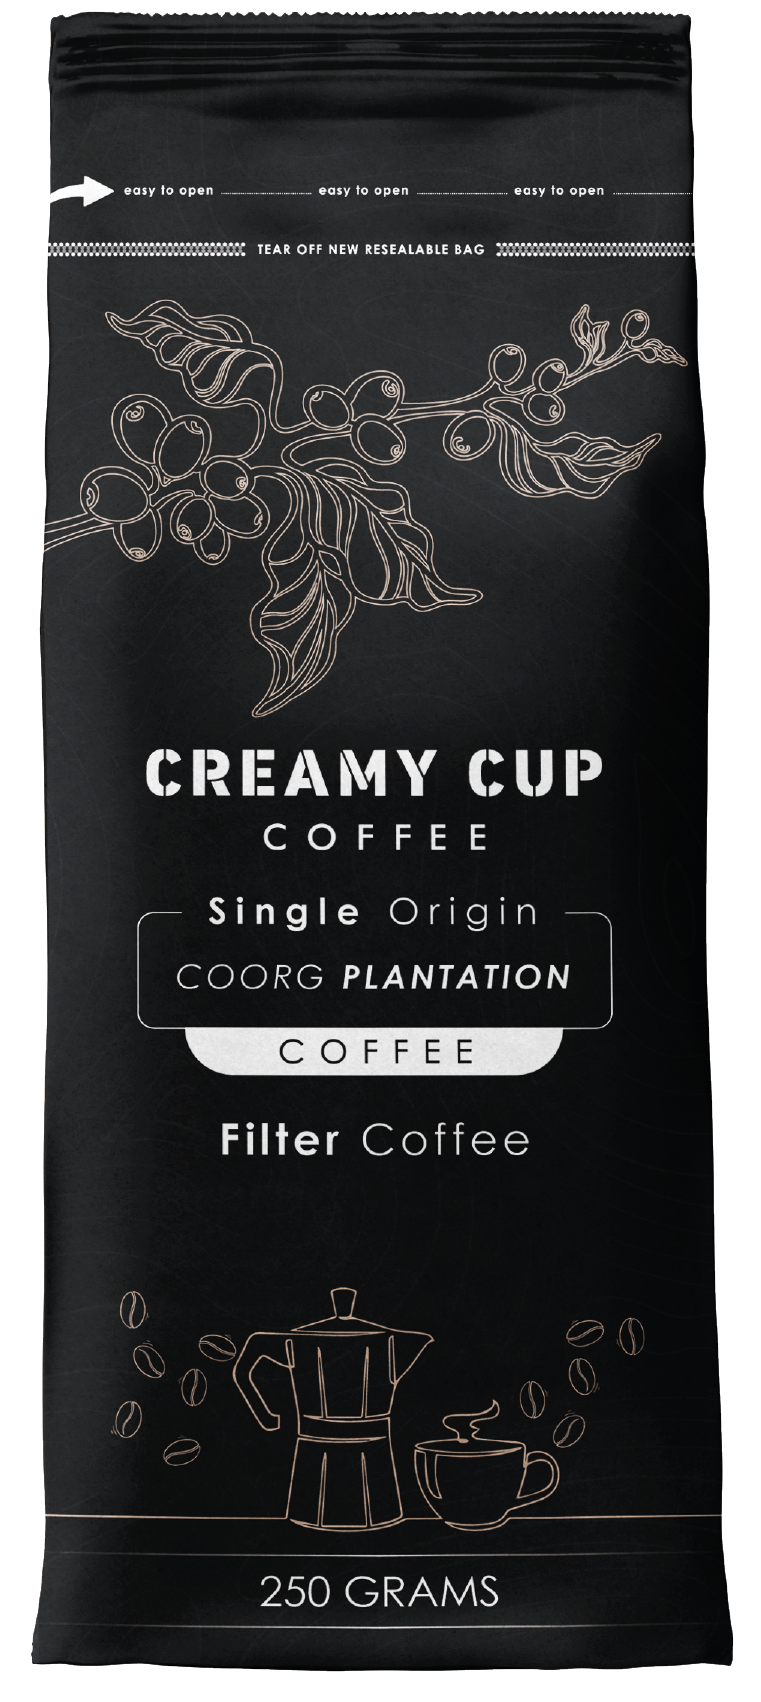 easy to open easy to open easy to open
TEAR OFF NEW RESEALABLE BAG
CREAMY CUP
COFFEE
Single Origin
COORG PLANTATION
COFFEE
Filter Coffee
250 GRAMS